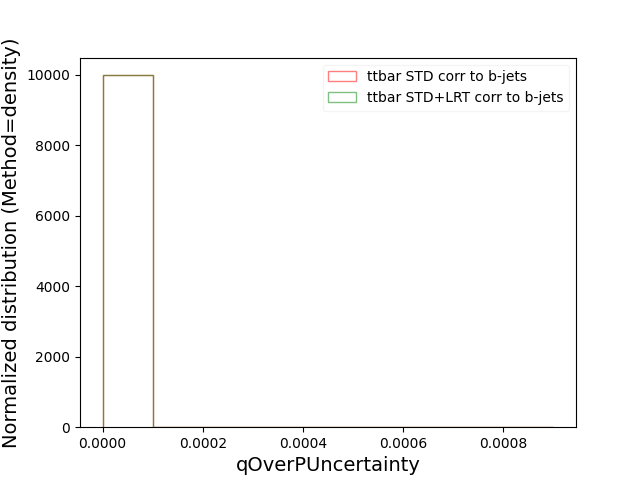 Normalized distribution (Method=density)
10000
8000
6000
4000
2000
0
ttbar STD corr to b-jets
ttbar STD+LRT corr to b-jets
0.0000 0.0002 0.0004 0.0006 0.0008
qOverPUncertainty